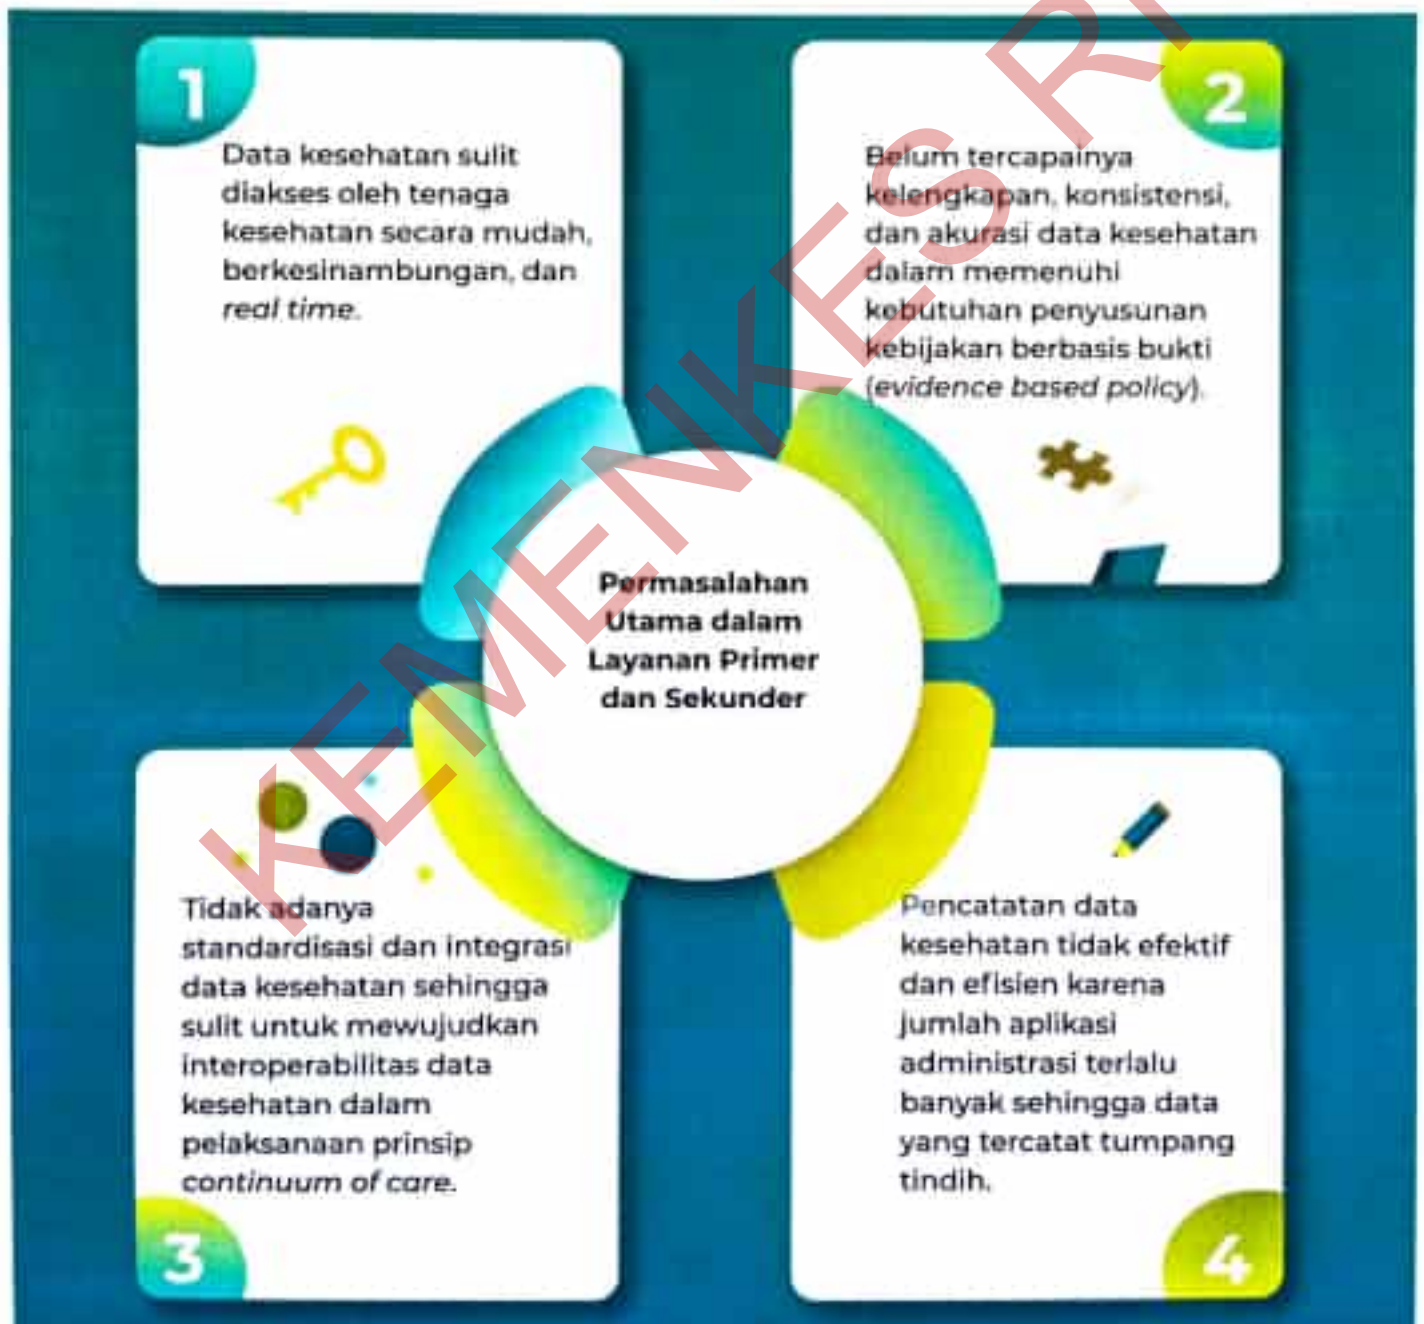 1
Data kesehatan sulit
diakses oleh tenaga
kesehatan secara mudah,
berkesinambungan, dan
real time.
2
Belum tercapainya
kelengkapan, konsistensi,
dan akurasi data kesehatan
dalam memenuhi
kebutuhan penyusunan
kebijakan berbasis bukti
(evidence based policy).
Permasalahan
Utama dalam
Layanan Primer
dan Sekunder
Tidak adanya
standardisasi dan integrasi
data kesehatan sehingga
sulit untuk mewujudkan
interoperabilitas data
kesehatan dalam
pelaksanaan prinsip
continuum of care.
3
Pencatatan data
kesehatan tidak efektif
dan efisien karena
jumlah aplikasi
administrasi terlalu
banyak sehingga data
yang tercatat tumpang
tindih.
4
KEMENKES RI